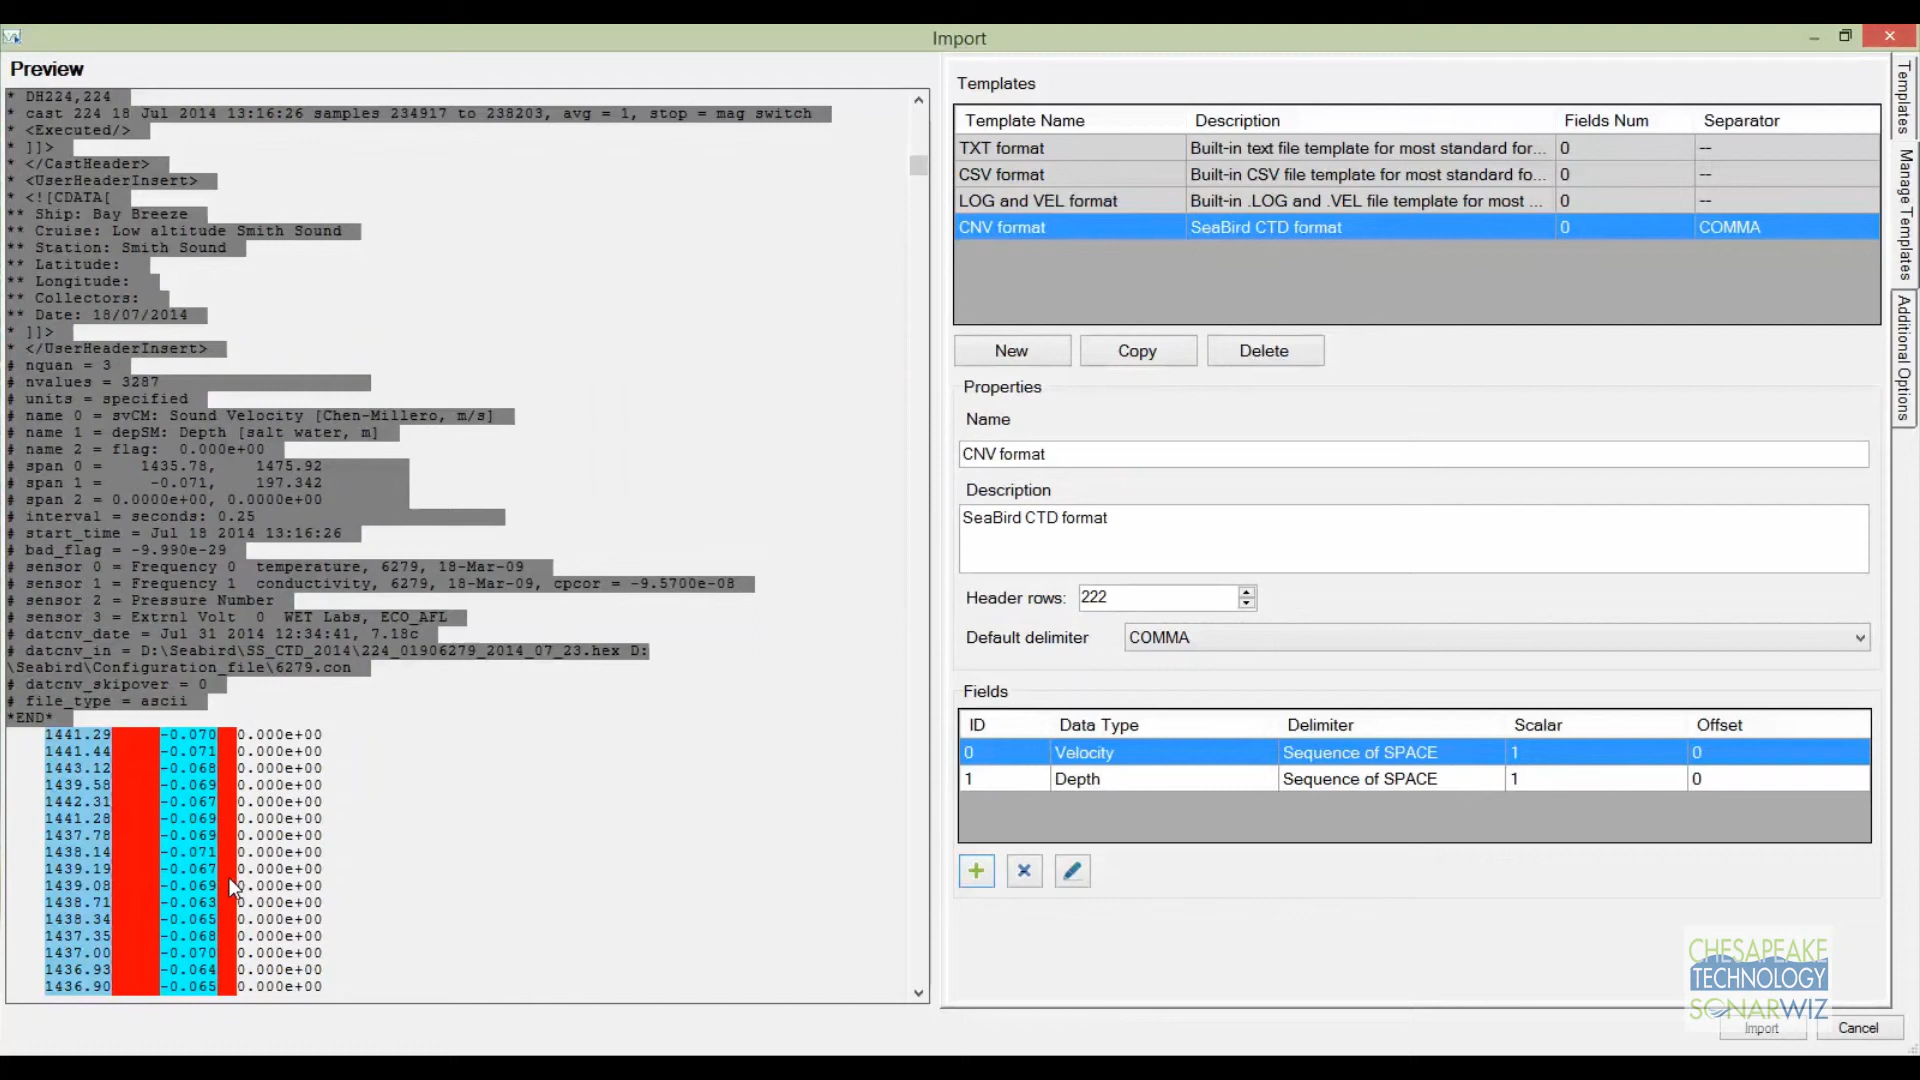 Import
Preview
* DH224,224
* cast 224 18 Jul 2014 13:16:26 samples 234917 to 238203, avg = 1, stop = mag switch
* <Executed/>
* ]]>
* </CastHeader>
* <UserHeaderInsert>
* <![CDATA[
** Ship: Bay Breeze
** Cruise: Low altitude Smith Sound
** Station: Smith Sound
** Latitude:
** Longitude:
** Collectors:
** Date: 18/07/2014
* ]]>
* </UserHeaderInsert>
# nquan = 3
# nvalues = 3287
# units = specified
# name 0 = svCM: Sound Velocity [Chen-Millero, m/s]
# name 1 = depSM: Depth [salt water, m]
# name 2 = flag:  0.000e+00
# span 0 =    1435.78,    1475.92
# span 1 =     -0.071,    197.342
# span 2 = 0.0000e+00, 0.0000e+00
# interval = seconds: 0.25
# start_time = Jul 18 2014 13:16:26
# bad_flag = -9.990e-29
# sensor 0 = Frequency 0  temperature, 6279, 18-Mar-09
# sensor 1 = Frequency 1  conductivity, 6279, 18-Mar-09, cpcor = -9.5700e-08
# sensor 2 = Pressure Number
# sensor 3 = Extrnl Volt  0  WET Labs, ECO_AFL
# datcnv_date = Jul 31 2014 12:34:41, 7.18c
# datcnv_in = D:\Seabird\SS_CTD_2014\224_01906279_2014_07_23.hex D:
\Seabird\Configuration_file\6279.con
# datcnv_skipover = 0
# file_type = ascii
*END*
1441.29 -0.070 0.000e+00
1441.44 -0.071 0.000e+00
1443.12 -0.068 0.000e+00
1439.58 -0.069 0.000e+00
1442.31 -0.067 0.000e+00
1441.28 -0.069 0.000e+00
1437.78 -0.069 0.000e+00
1438.14 -0.071 0.000e+00
1439.19 -0.067 0.000e+00
1439.08 -0.069 0.000e+00
1438.71 -0.063 0.000e+00
1438.34 -0.065 0.000e+00
1437.35 -0.068 0.000e+00
1437.00 -0.070 0.000e+00
1436.93 -0.064 0.000e+00
1436.90 -0.065 0.000e+00
Templates
Template Name Description Fields Num Separator
TXT format Built-in text file template for most standard for... 0 --
CSV format Built-in CSV file template for most standard fo... 0 --
LOG and VEL format Built-in .LOG and .VEL file template for most ... 0 --
CNV format SeaBird CTD format 0 COMMA
New Copy Delete
Properties
Name
CNV format
Description
SeaBird CTD format
Header rows: 222
Default delimiter COMMA
Fields
ID Data Type Delimiter Scalar Offset
0 Velocity Sequence of SPACE 1 0
1 Depth Sequence of SPACE 1 0
Templates
Manage Templates
Additional Options
CHESAPEAKE
TECHNOLOGY
SONARWIZ
Import Cancel